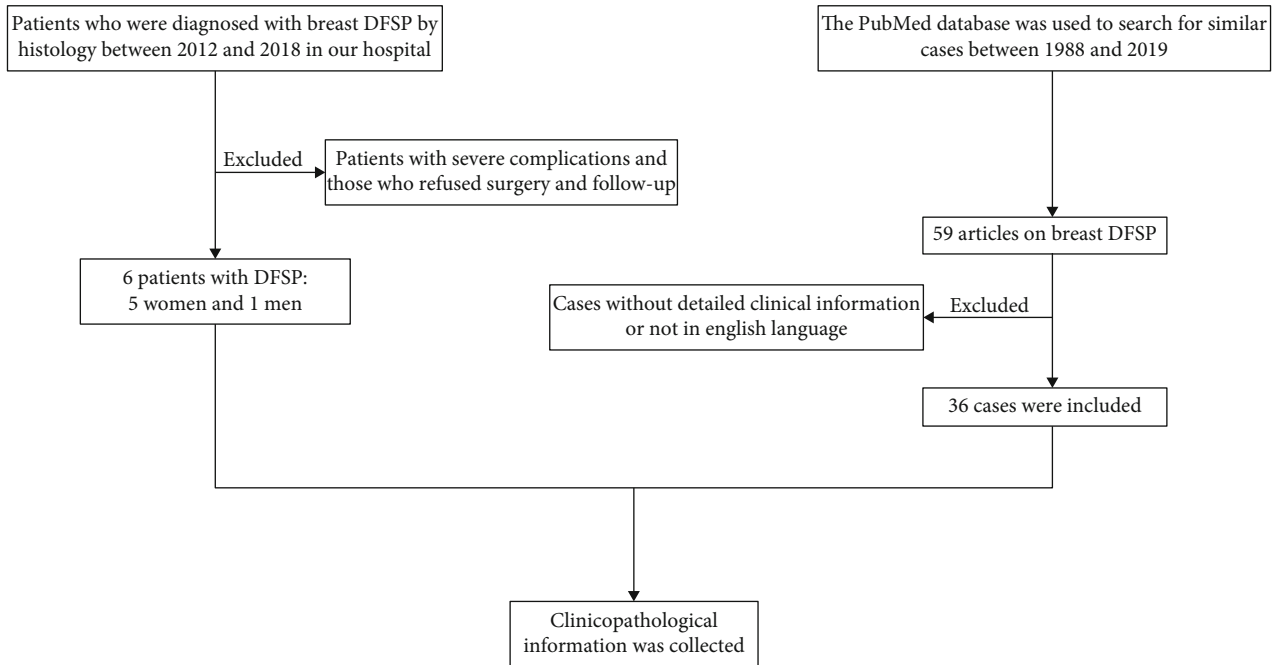 Patients who were diagnosed with breast DFSP by
histology between 2012 and 2018 in our hospital
The PubMed database was used to search for similar
cases between 1988 and 2019
Excluded
Patients with severe complications and
those who refused surgery and follow-up
59 articles on breast DFSP
6 patients with DFSP:
5 women and 1 men
Cases without detailed clinical information
or not in english language
Excluded
36 cases were included
Clinicopathological
information was collected